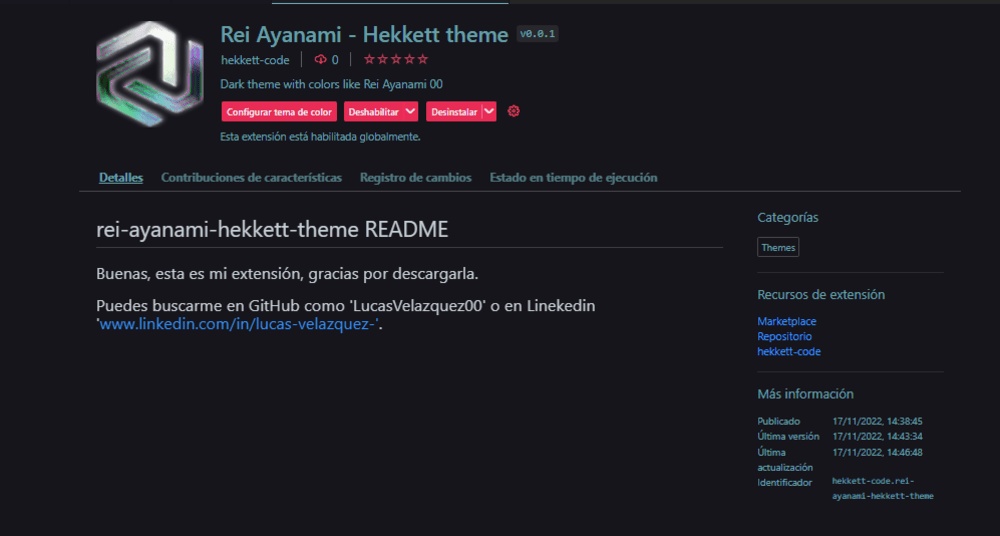 Rei Ayanami - Hekkett theme v0.0.1
hekkett-code 0
Dark theme with colors like Rei Ayanami 00
Configurar tema de color Deshabilitar Desinstalar
Esta extensión está habilitada globalmente.
Detalles Contribuciones de características Registro de cambios Estado en tiempo de ejecución
rei-ayanami-hekkett-theme README
Buenas, esta es mi extensión, gracias por descargarla.
Puedes buscarme en GitHub como 'LucasVelazquez00' o en Linekedin
'www.linkedin.com/in/lucas-velazquez-'.
Categorías
Themes
Recursos de extensión
Marketplace
Repositorio
hekkett-code
Más información
Publicado 17/11/2022, 14:38:45
Última versión 17/11/2022, 14:43:34
Última 17/11/2022, 14:46:48
actualización
Identificador hekkett-code.rei-
ayanami-hekkett-theme